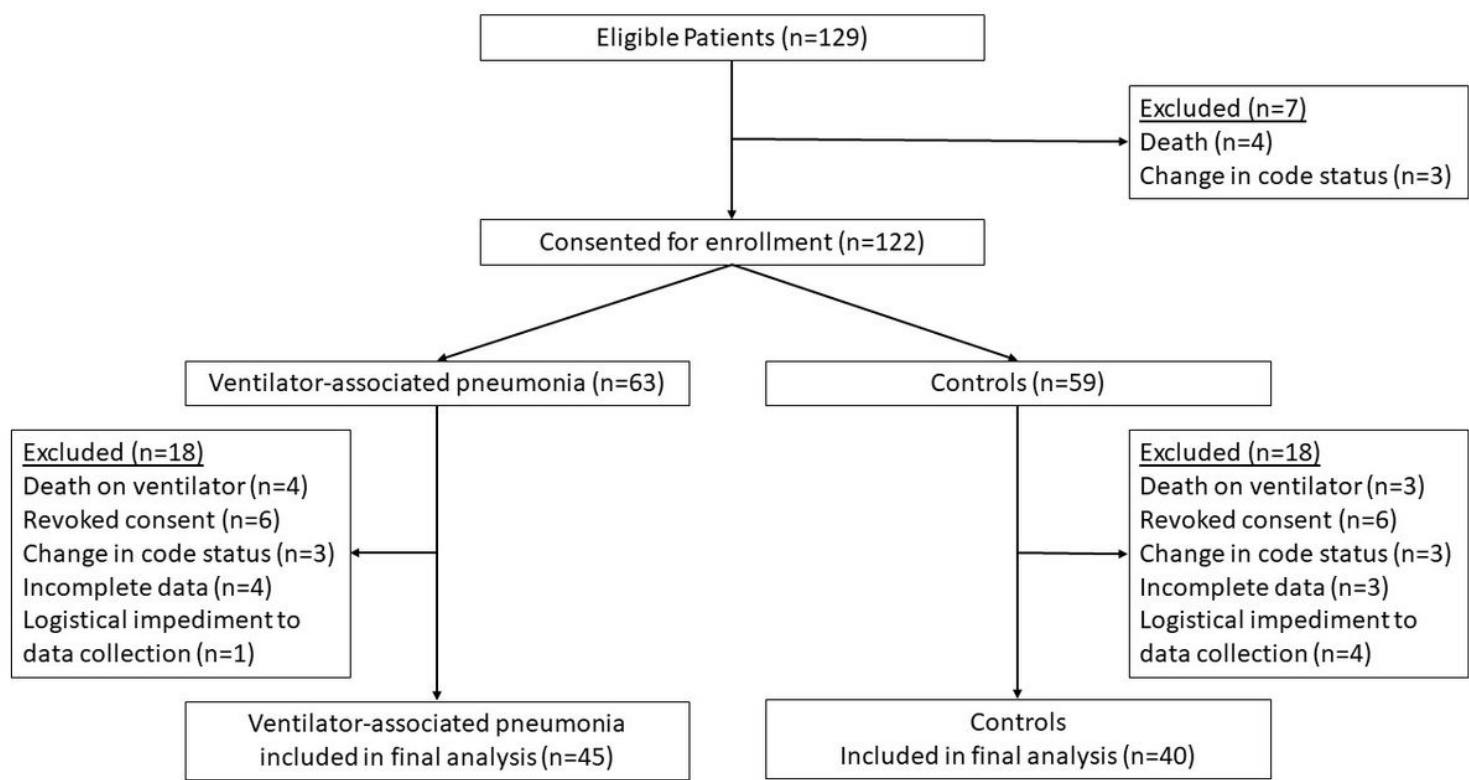 Eligible Patients (n=129)
Excluded (n=7)
Death (n=4)
Change in code status (n=3)
Consented for enrollment (n=122)
Ventilator-associated pneumonia (n=63)
Controls (n=59)
Excluded (n=18)
Death on ventilator (n=4)
Revoked consent (n=6)
Change in code status (n=3)
Incomplete data (n=4)
Logistical impediment to
data collection (n=1)
Excluded (n=18)
Death on ventilator (n=3)
Revoked consent (n=6)
Change in code status (n=3)
Incomplete data (n=3)
Logistical impediment to
data collection (n=4)
Ventilator-associated pneumonia
included in final analysis (n=45)
Controls
Included in final analysis (n=40)